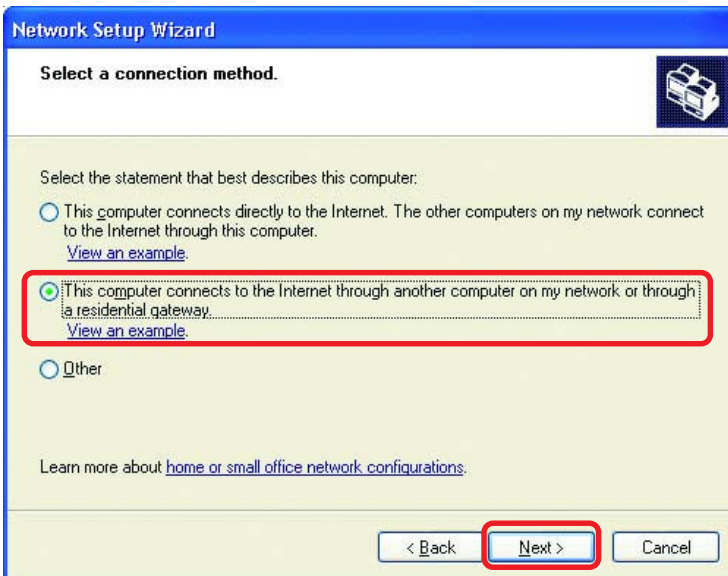 Network Setup Wizard
Select a connection method.
Select the statement that best describes this computer:
This computer connects directly to the Internet. The other computers on my network connect
to the Internet through this computer.
View an example.
This computer connects to the Internet through another computer on my network or through
a residential gateway.
View an example.
Other
Learn more about home or small office network configurations.
< Back Next > Cancel